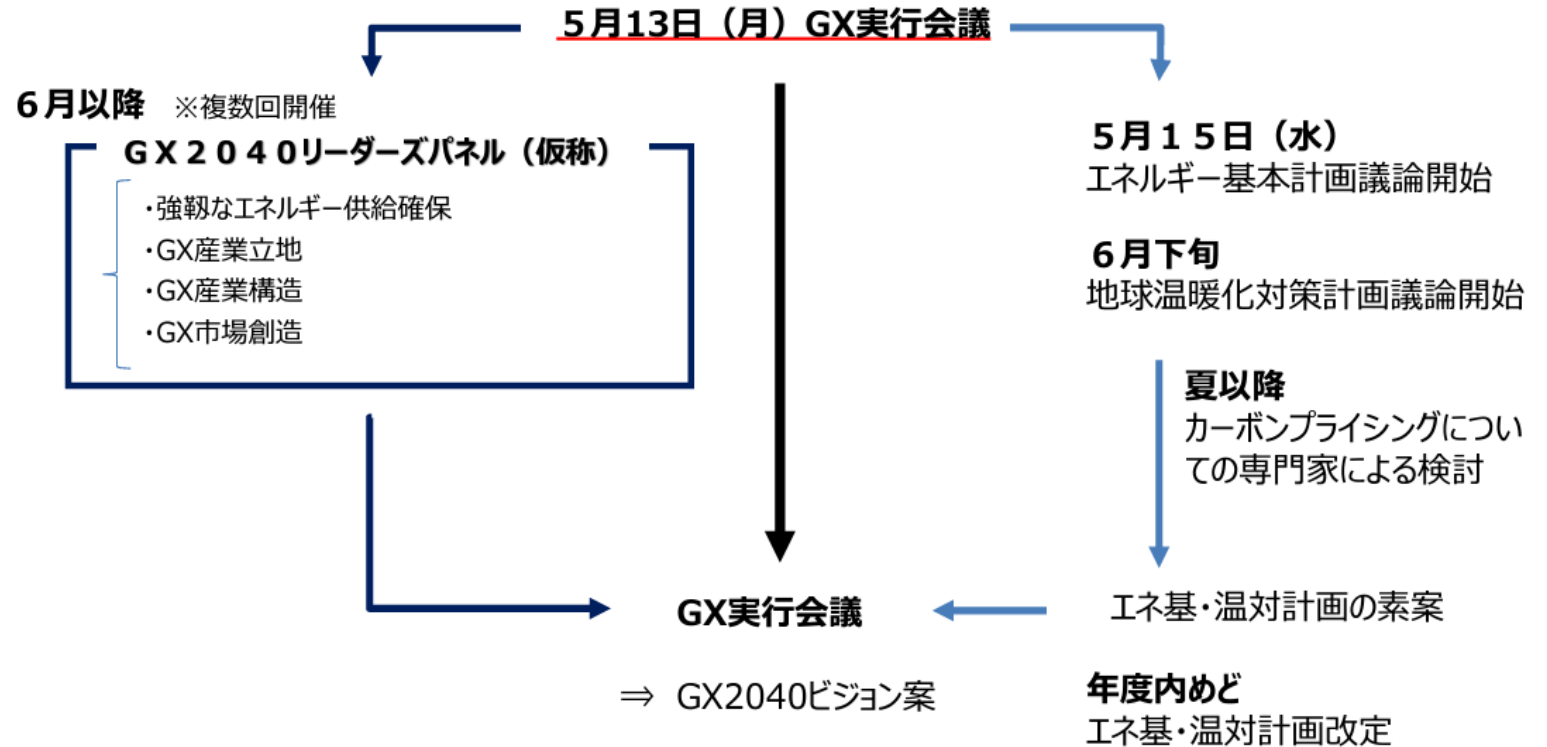 ５月13日（月）GX実行会議
６月以降 ※複数回開催
ＧＸ２０４０リーダーズパネル（仮称）
・強靱なエネルギー供給確保
・GX産業立地
・GX産業構造
・GX市場創造
５月１５日（水）
エネルギー基本計画議論開始
６月下旬
地球温暖化対策計画議論開始
夏以降
カーボンプライシングについ
ての専門家による検討
GX実行会議
エネ基・温対計画の素案
⇒ GX2040ビジョン案
年度内めど
エネ基・温対計画改定